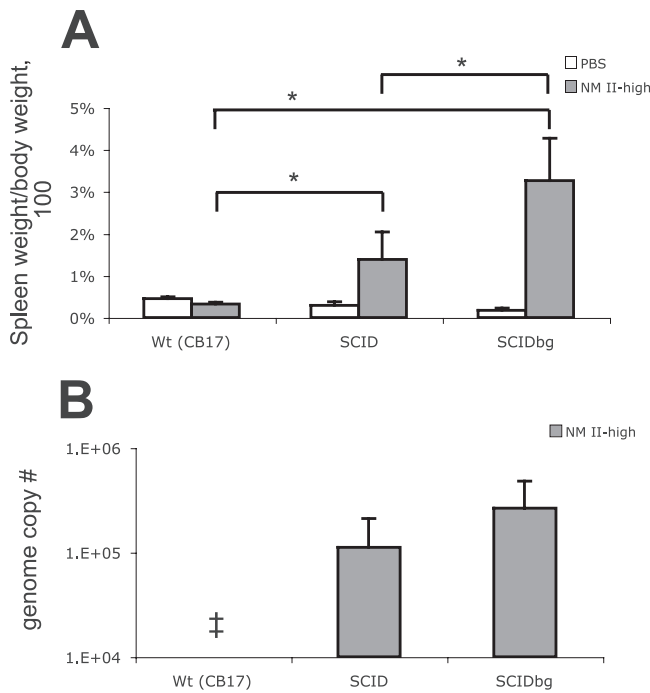 A
Spleen weight/body weight,
100
PBS
NM II-high
*
*
*
5%
4%
3%
2%
1%
0%
Wt (CB17) SCID SCIDbg
B
genome copy #
NM II-high
1.E+06
1.E+05
1.E+04
‡
Wt (CB17) SCID SCIDbg